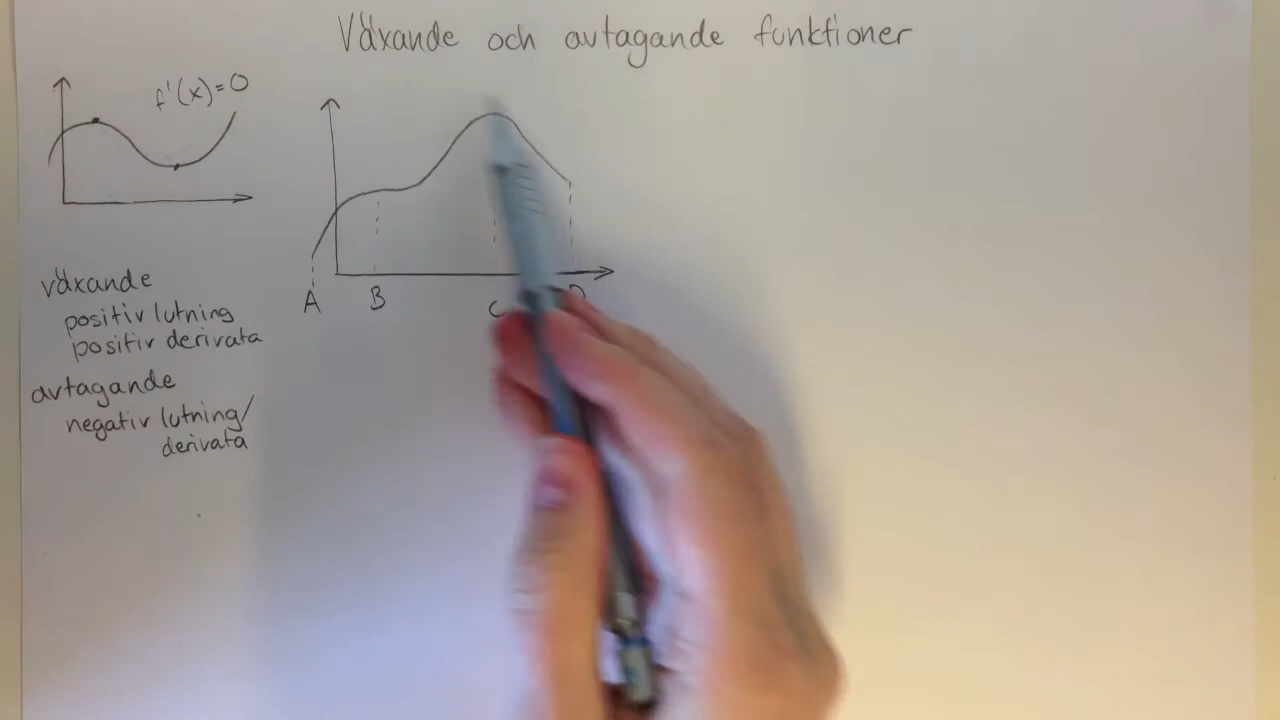 Växande och avtagande funktioner
f'(x)=0
A B C D
växande
positiv lutning
positiv derivata
avtagande
negativ lutning/
derivata